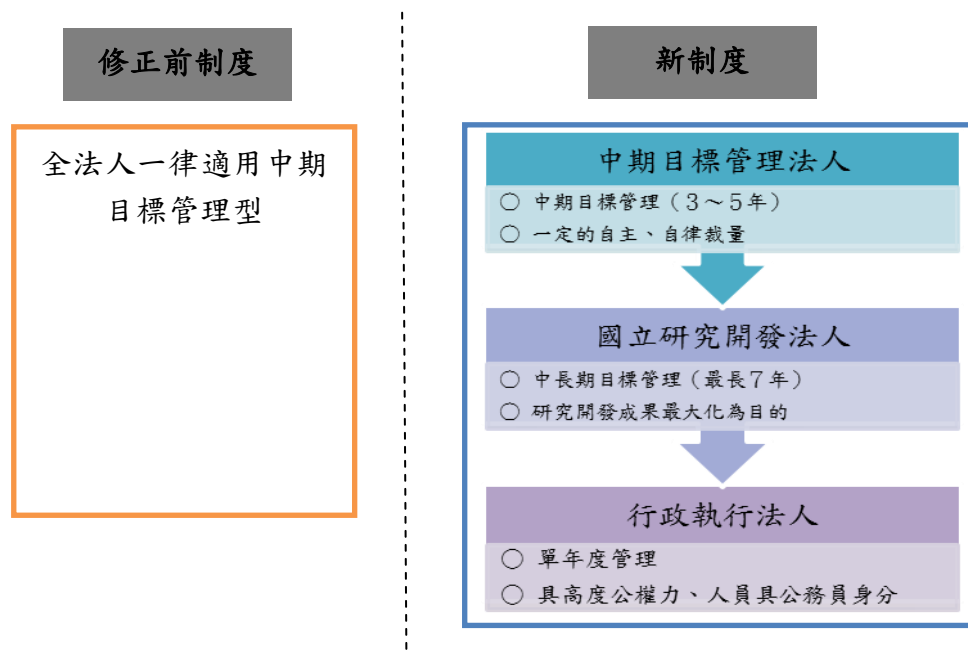 修正前制度
全法人一律適用中期
目標管理型
新制度
中期目標管理法人
○ 中期目標管理（3～5年）
○ 一定的自主、自律裁量
國立研究開發法人
○ 中長期目標管理（最長7年）
○ 研究開發成果最大化為目的
行政執行法人
○ 單年度管理
○ 具高度公權力、人員具公務員身分